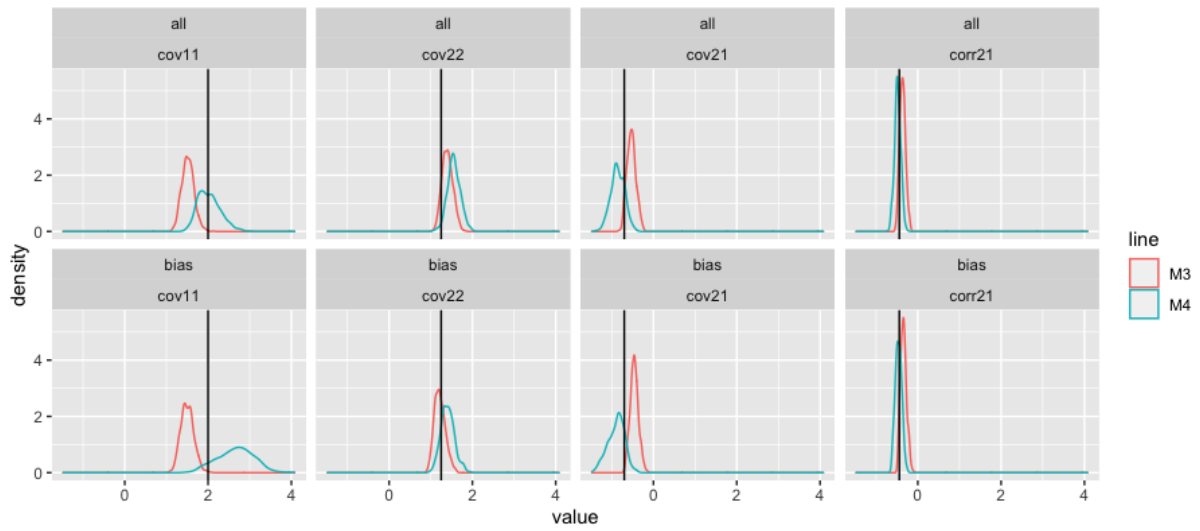 all all all all
cov11 cov22 cov21 corr21
4
2
0
bias bias bias bias
cov11 cov22 cov21 corr21
4
2
0
0 2 4 0 2 4 0 2 4 0 2 4
value
density
line
M3
M4